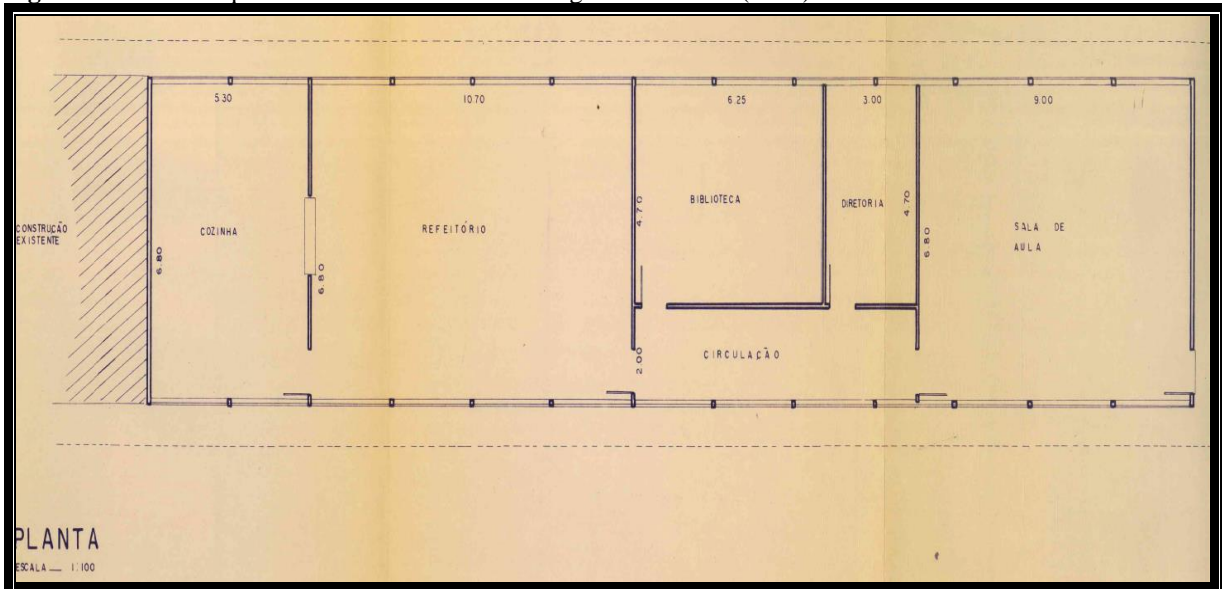 5.30
10.70
6.25
3.00
9.00
CONSTRUÇÃO
EXISTENTE
COZINHA
6.80
REFEITÓRIO
6.80
4.70
BIBLIOTECA
DIRETORIA
4.70
6.80
SALA DE
AULA
2.00
CIRCULAÇÃO
PLANTA
ESCALA — 1:100